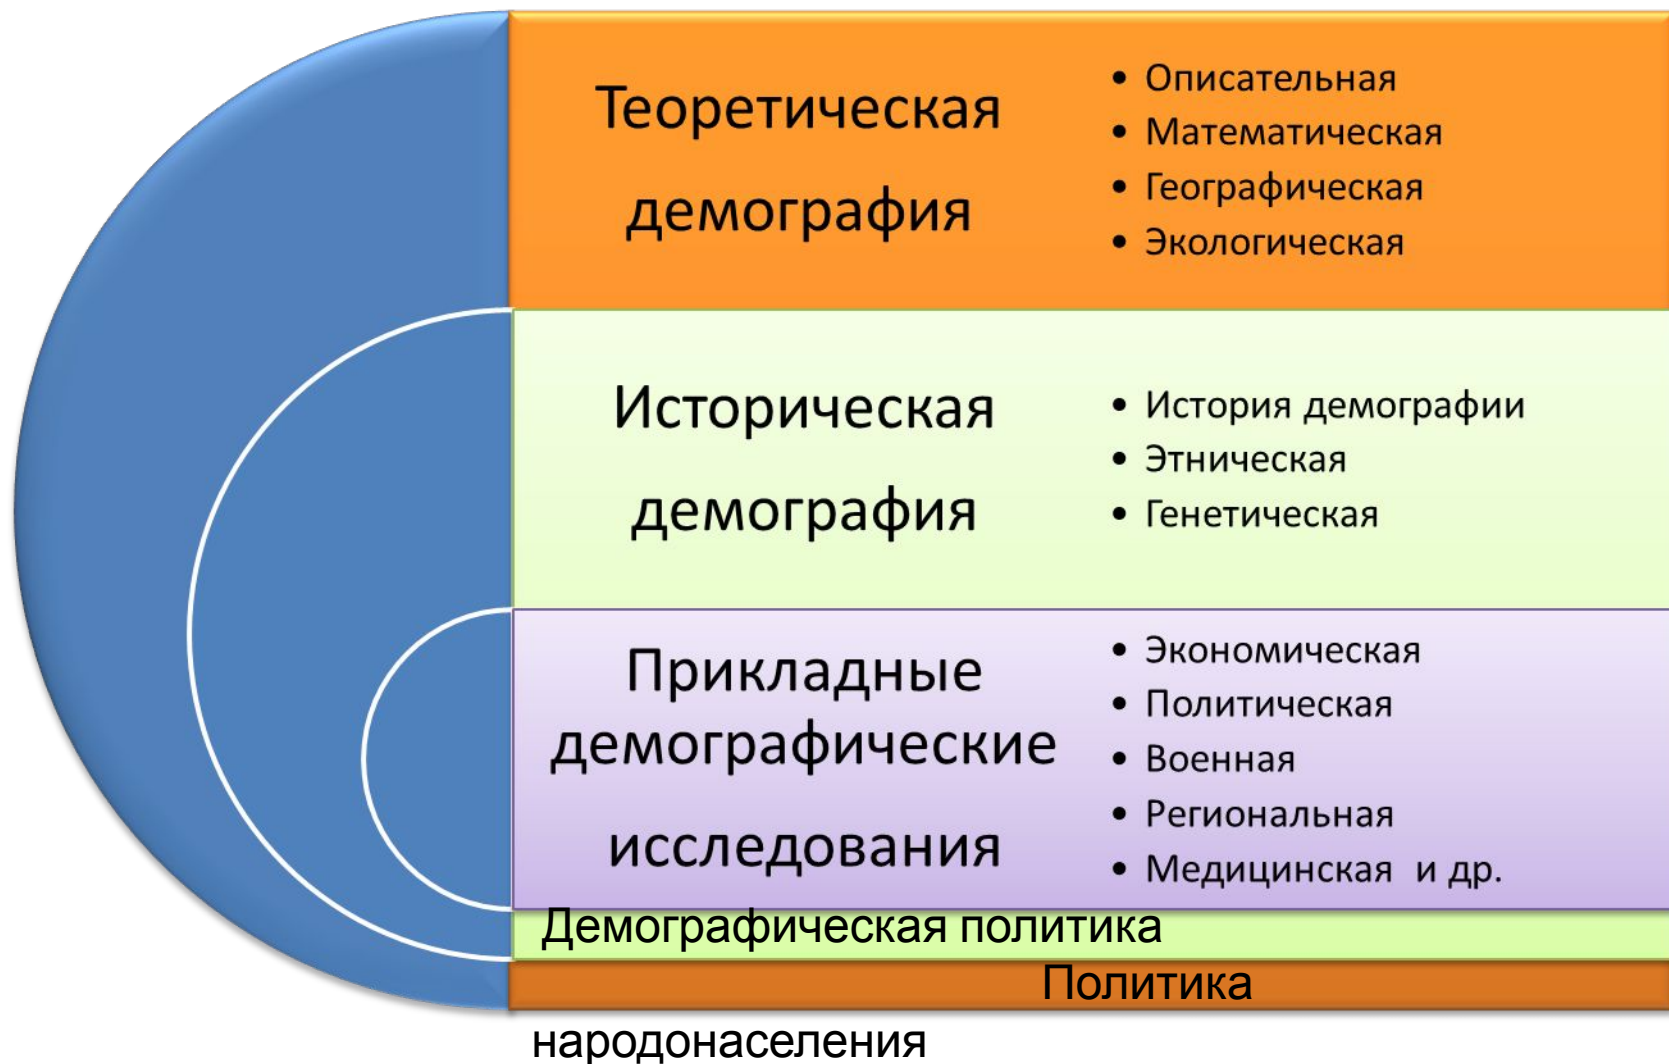 Теоретическая
демография
• Описательная
• Математическая
• Географическая
• Экологическая
Историческая
демография
• История демографии
• Этническая
• Генетическая
Прикладные
демографические
исследования
• Экономическая
• Политическая
• Военная
• Региональная
• Медицинская и др.
Демографическая политика
Политика
народонаселения